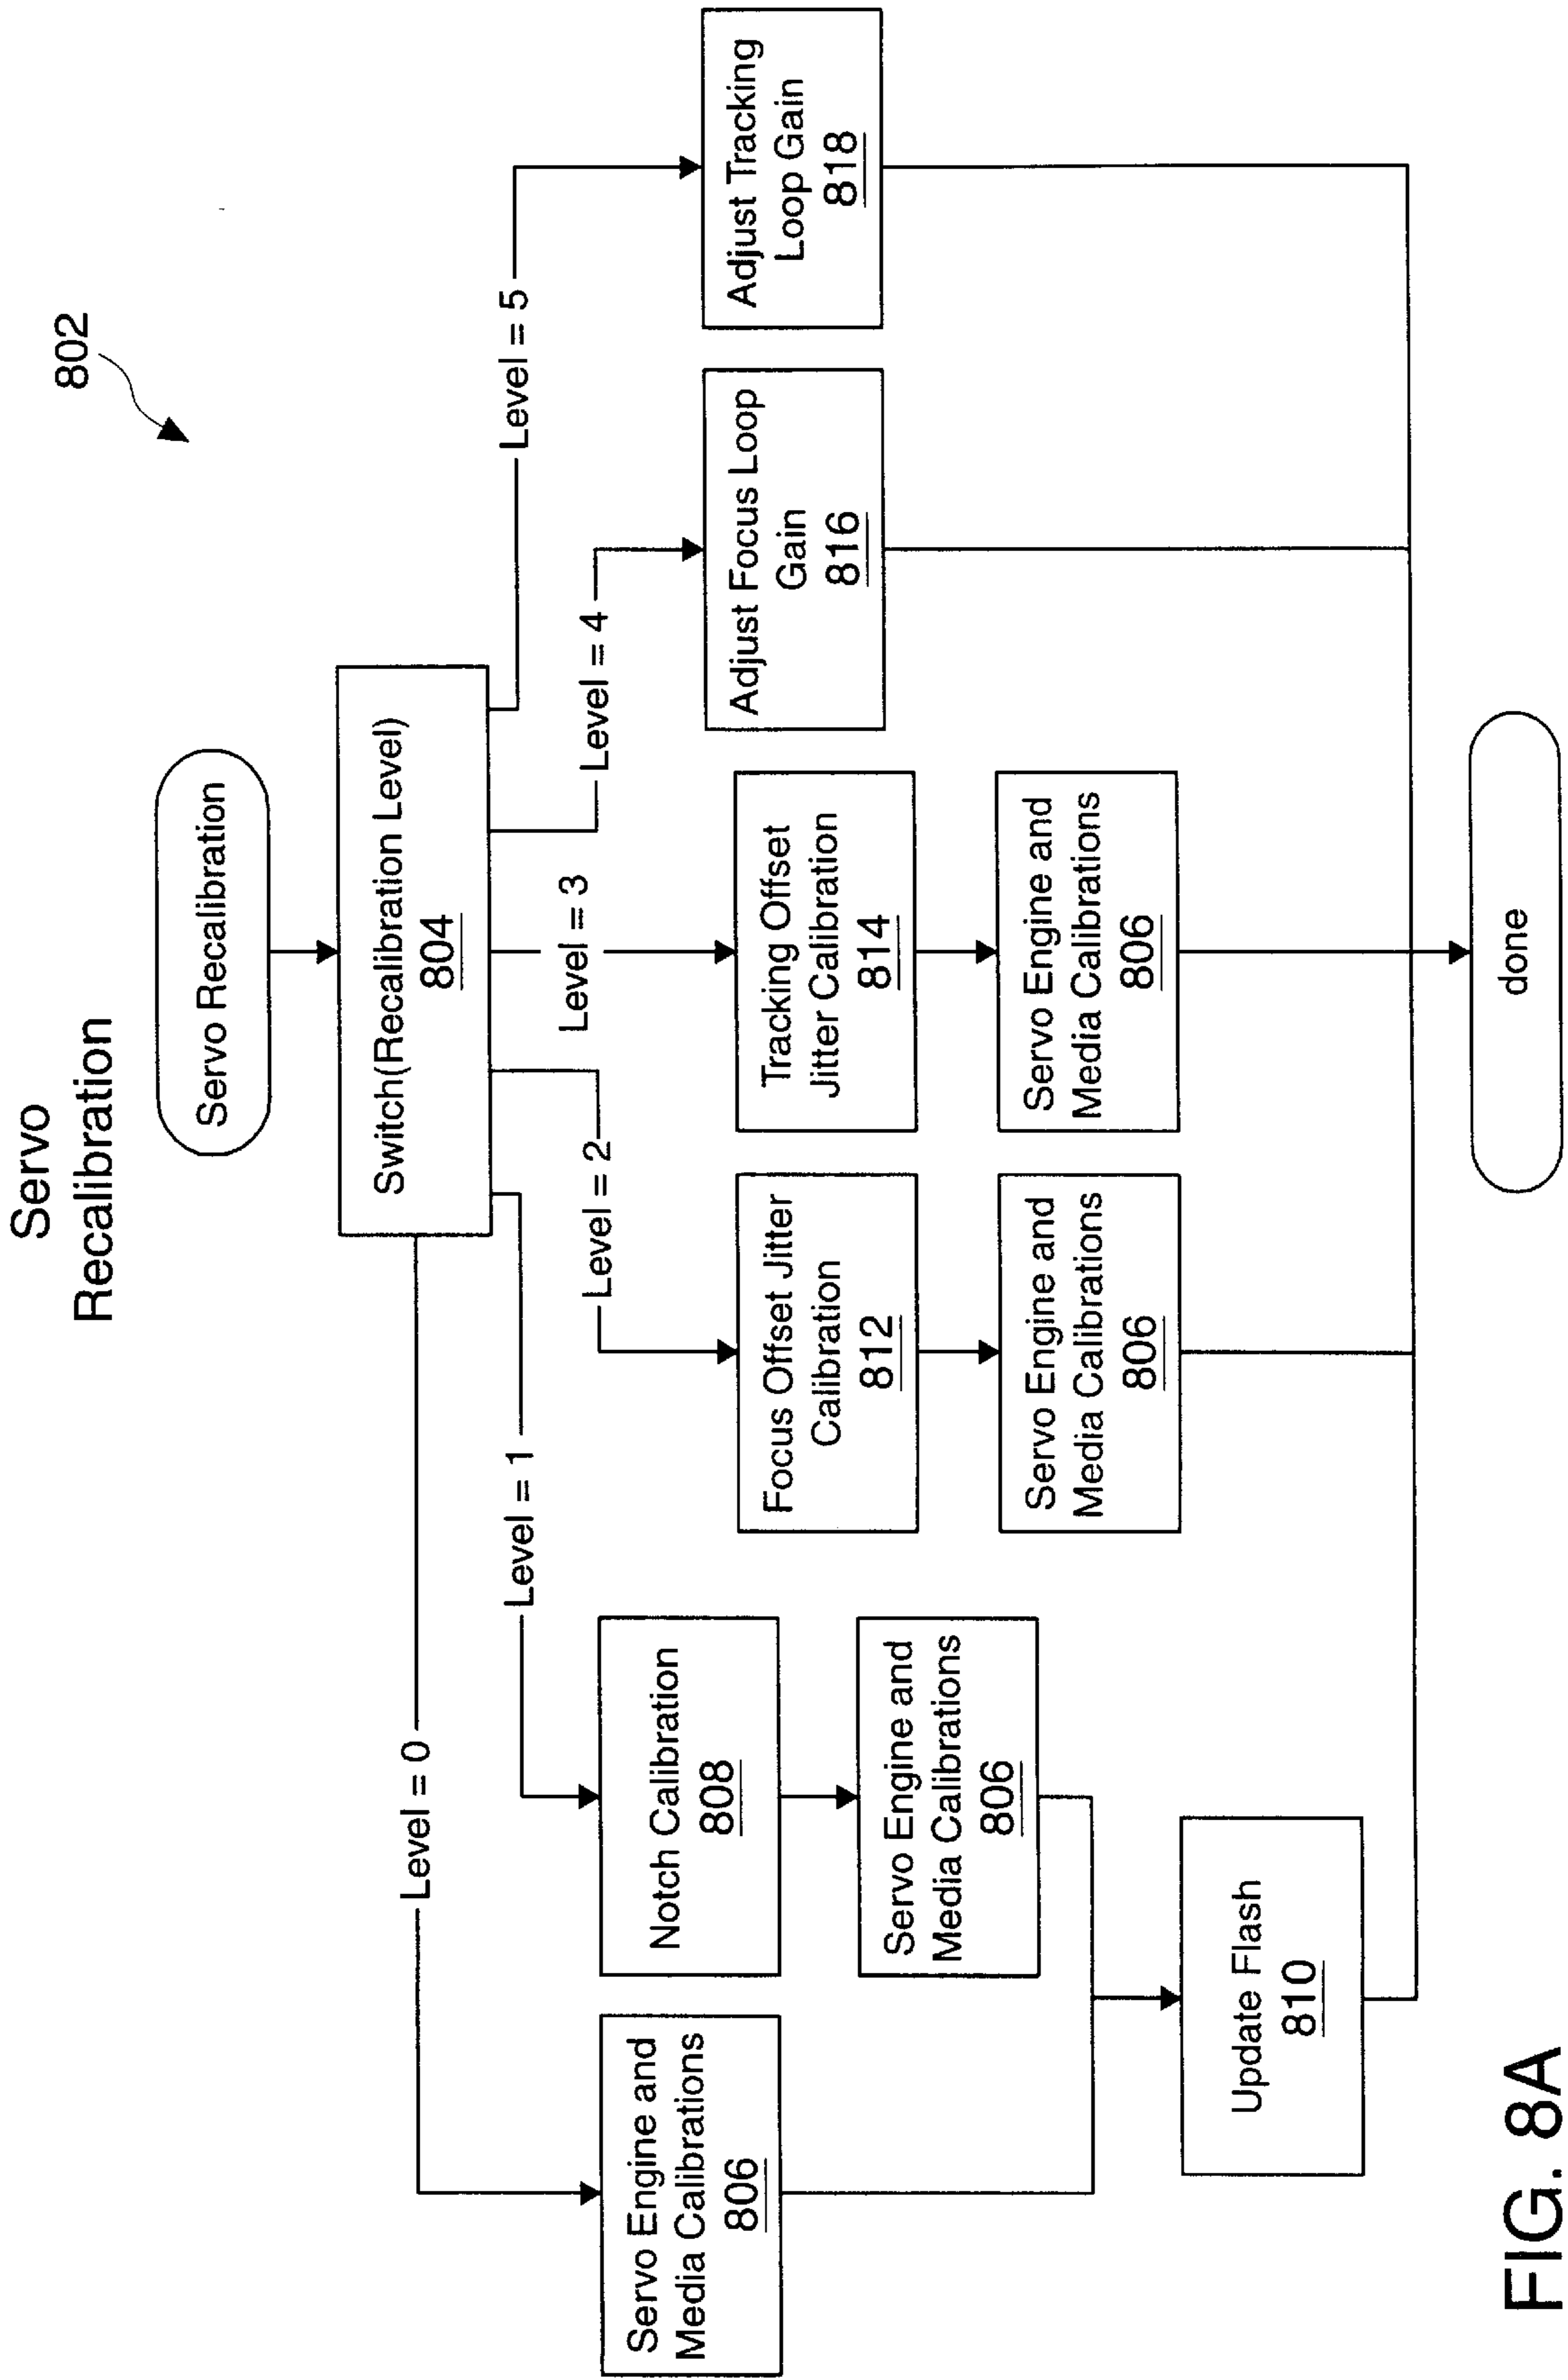 Servo
Recalibration
802
Servo Recalibration
Switch(Recalibration Level)
804
Level = 0
Level = 1
Level = 2
Level = 3
Level = 4
Level = 5
Servo Engine and
Media Calibrations
806
Notch Calibration
808
Servo Engine and
Media Calibrations
806
Update Flash
810
Focus Offset Jitter
Calibration
812
Servo Engine and
Media Calibrations
806
Tracking Offset
Jitter Calibration
814
Servo Engine and
Media Calibrations
806
Adjust Focus Loop
Gain
816
Adjust Tracking
Loop Gain
818
done
FIG. 8A